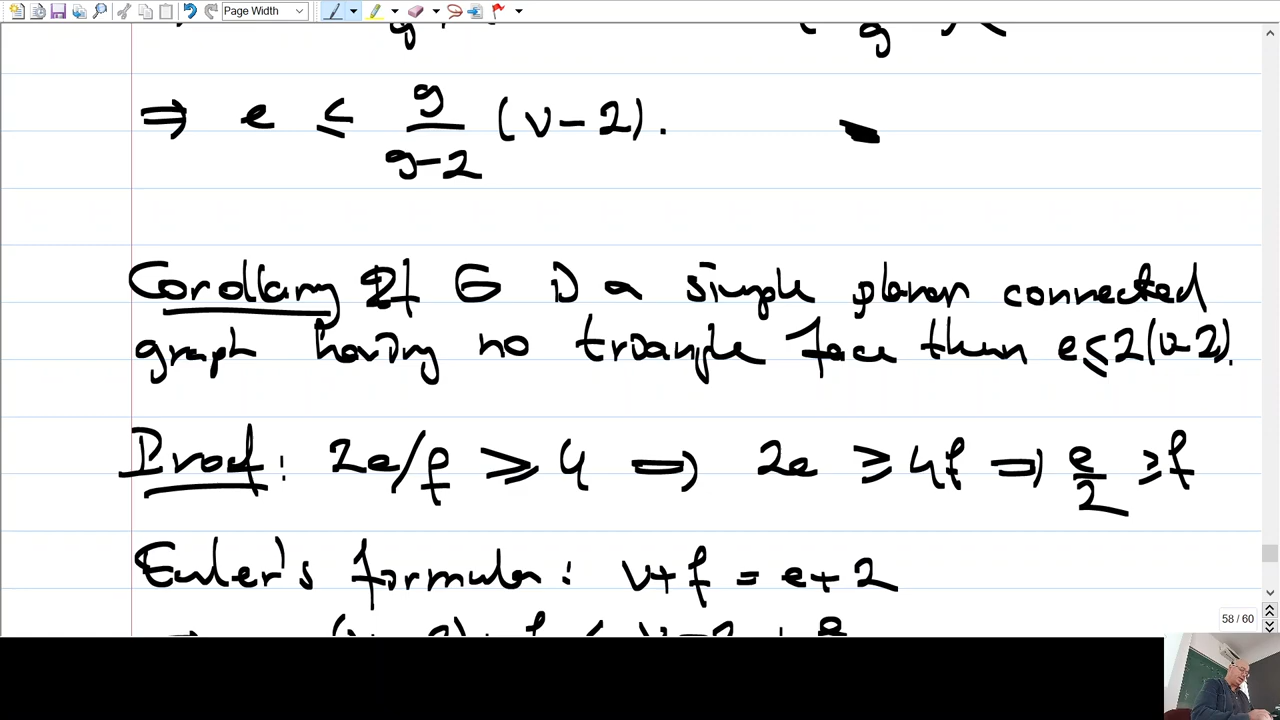 Page Width
⇒ e ≤ g/(g-2) (v-2).
Corollary If G is a simple planar connected
graph having no triangle face then e ≤ 2(v-2).
Proof: 2e/f ≥ 4 ⇒ 2e ≥ 4f ⇒ e/2 ≥ f
Euler's formula: v+f = e+2
58 / 60